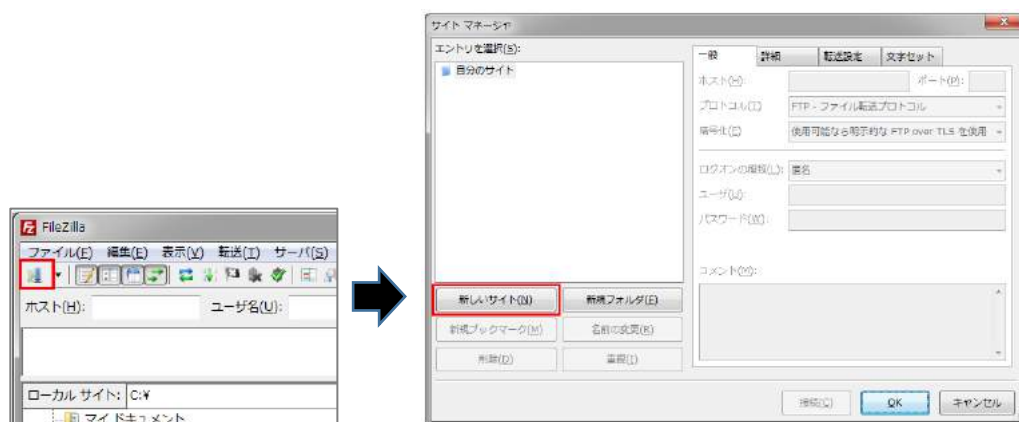 FileZilla
ファイル(F) 編集(E) 表示(V) 転送(T) サーバ(S)
ホスト(H): ユーザ名(U):
ローカル サイト: C:¥
マイ ドキュメント
サイト マネージャ
エントリを選択(S):
自分のサイト
新しいサイト(N) 新規フォルダ(F)
新規ブックマーク(M) 名前の変更(R)
削除(D) 重複(I)
一般 詳細 転送設定 文字セット
ホスト(H): ポート(P):
プロトコル(T) FTP - ファイル転送プロトコル
暗号化(E) 使用可能なら明示的な FTP over TLS を使用
ログオンの種類(L): 匿名
ユーザ(U):
パスワード(W):
コメント(M):
接続(C) OK キャンセル